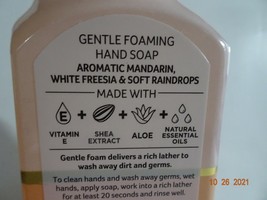 GENTLE FOAMING
HAND SOAP
AROMATIC MANDARIN,
WHITE FREESIA & SOFT RAINDROPS
MADE WITH
E + + +
VITAMIN E SHEA EXTRACT ALOE NATURAL ESSENTIAL OILS
Gentle foam delivers a rich lather to
wash away dirt and germs.
To clean hands and wash away germs, wet
hands, apply soap, work into a rich lather
for at least 20 seconds and rinse well.
10 26 2021